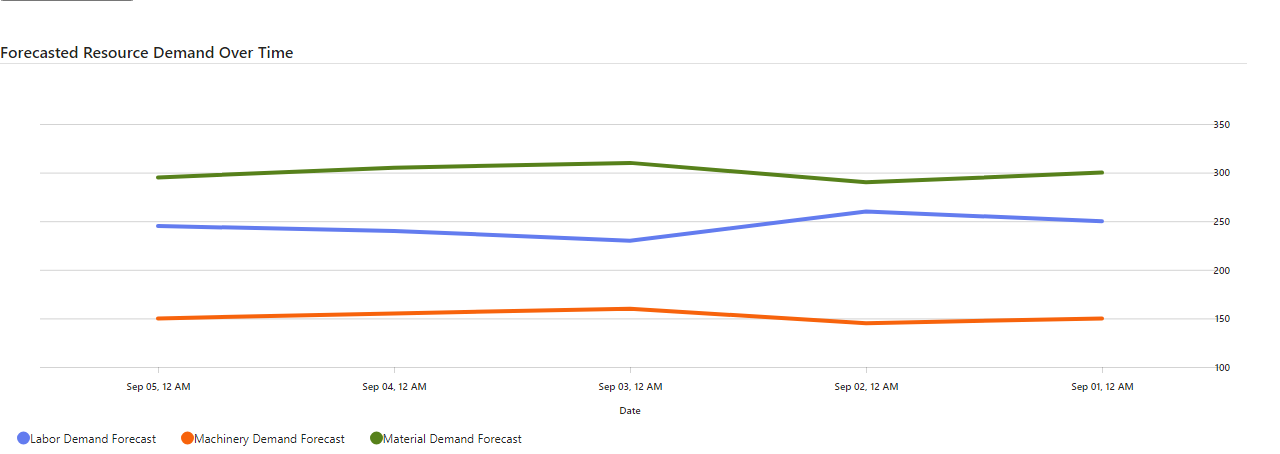 Forecasted Resource Demand Over Time
350
300
250
200
150
100
Sep 05, 12 AM Sep 04, 12 AM Sep 03, 12 AM Sep 02, 12 AM Sep 01, 12 AM
Date
Labor Demand Forecast Machinery Demand Forecast Material Demand Forecast